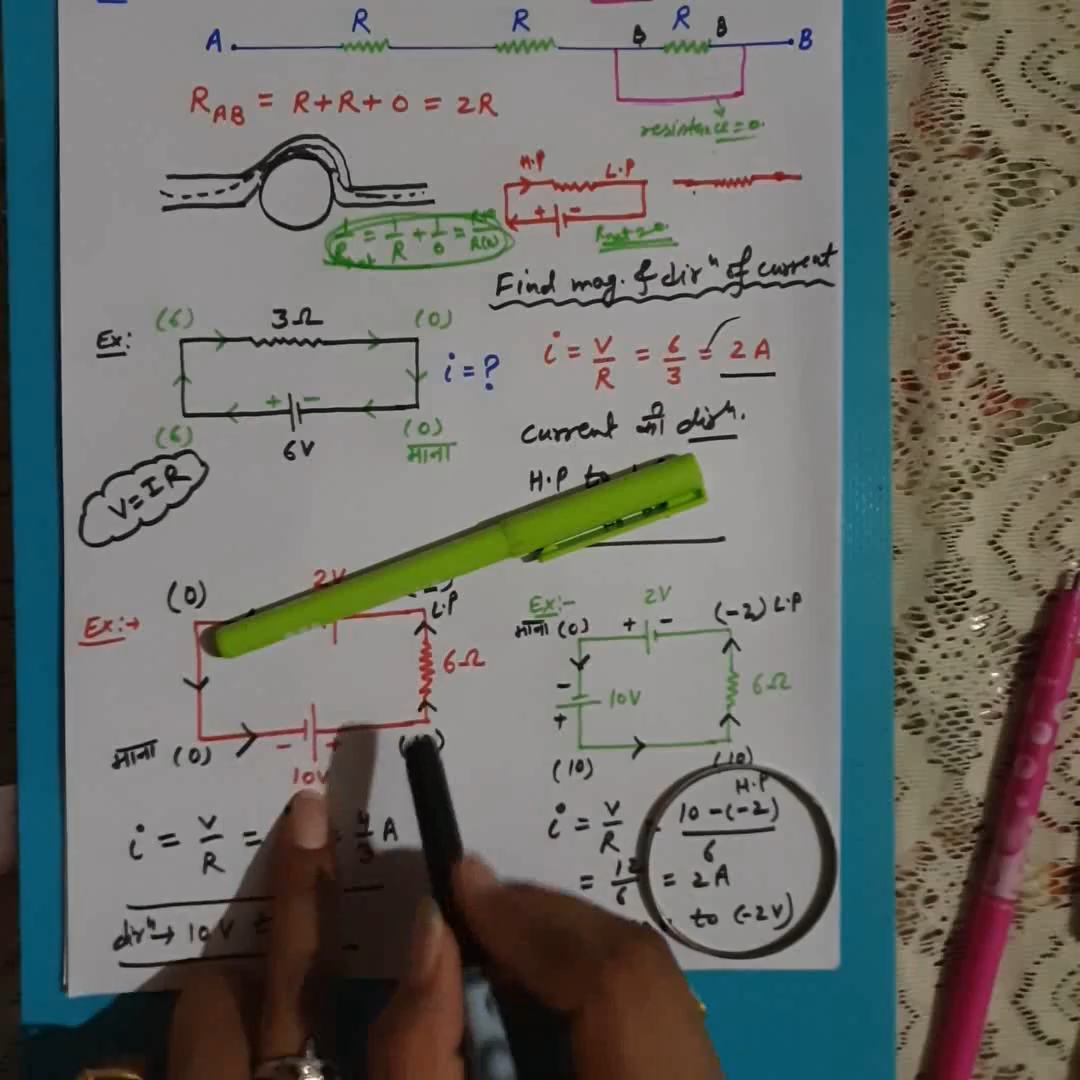 R R R
A B B B
R_AB = R+R+0 = 2R
resistance=0.
H.P L.P
+ -
= 1/R + 1/0 =
Find mag. & dirⁿ of current
Ex: (6) 3Ω (0)
i = ? i = V/R = 6/3 = 2 A
+ -
(6) 6V (0)
माना
current की dirⁿ.
V=IR
H.P to
(0) 2V
L.P
Ex:→ 6Ω
माना (0) - +
10V
i = V/R = A
dirⁿ→ 10V
Ex:- 2V
माना (0) + - (-2) L.P
- 10V 6Ω
+
(10) (10)
H.P
i = V/R = 10-(-2)/6
= 12/6 = 2A
to (-2V)